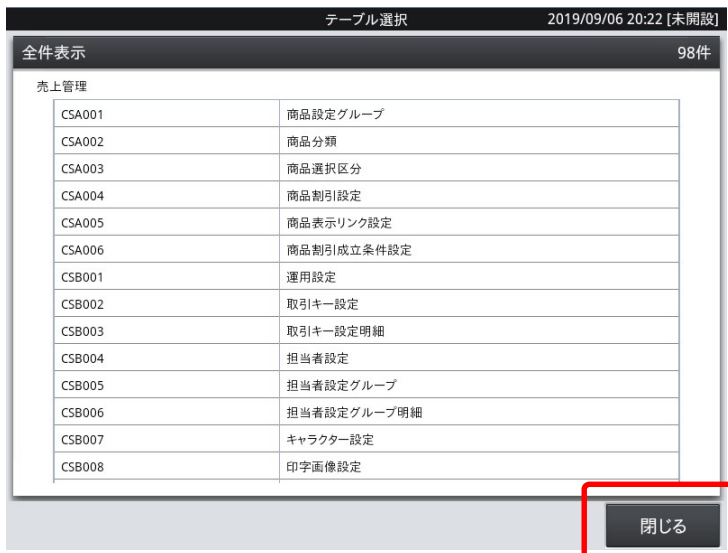 テーブル選択 2019/09/06 20:22 [未開設]
全件表示 98件
売上管理
CSA001 商品設定グループ
CSA002 商品分類
CSA003 商品選択区分
CSA004 商品割引設定
CSA005 商品表示リンク設定
CSA006 商品割引成立条件設定
CSB001 運用設定
CSB002 取引キー設定
CSB003 取引キー設定明細
CSB004 担当者設定
CSB005 担当者設定グループ
CSB006 担当者設定グループ明細
CSB007 キャラクター設定
CSB008 印字画像設定
閉じる